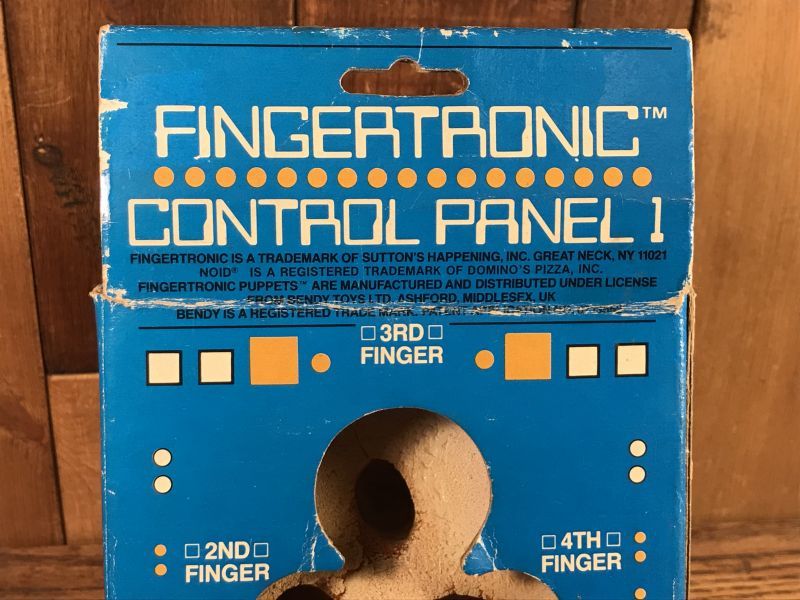 FINGERTRONIC™
CONTROL PANEL 1
FINGERTRONIC IS A TRADEMARK OF SUTTON'S HAPPENING, INC. GREAT NECK, NY 11021
NOID® IS A REGISTERED TRADEMARK OF DOMINO'S PIZZA, INC.
FINGERTRONIC PUPPETS™ ARE MANUFACTURED AND DISTRIBUTED UNDER LICENSE
FROM BENDY TOYS LTD. ASHFORD, MIDDLESEX, UK
BENDY IS A REGISTERED TRADE MARK. PATENT
3RD
FINGER
2ND
FINGER
4TH
FINGER